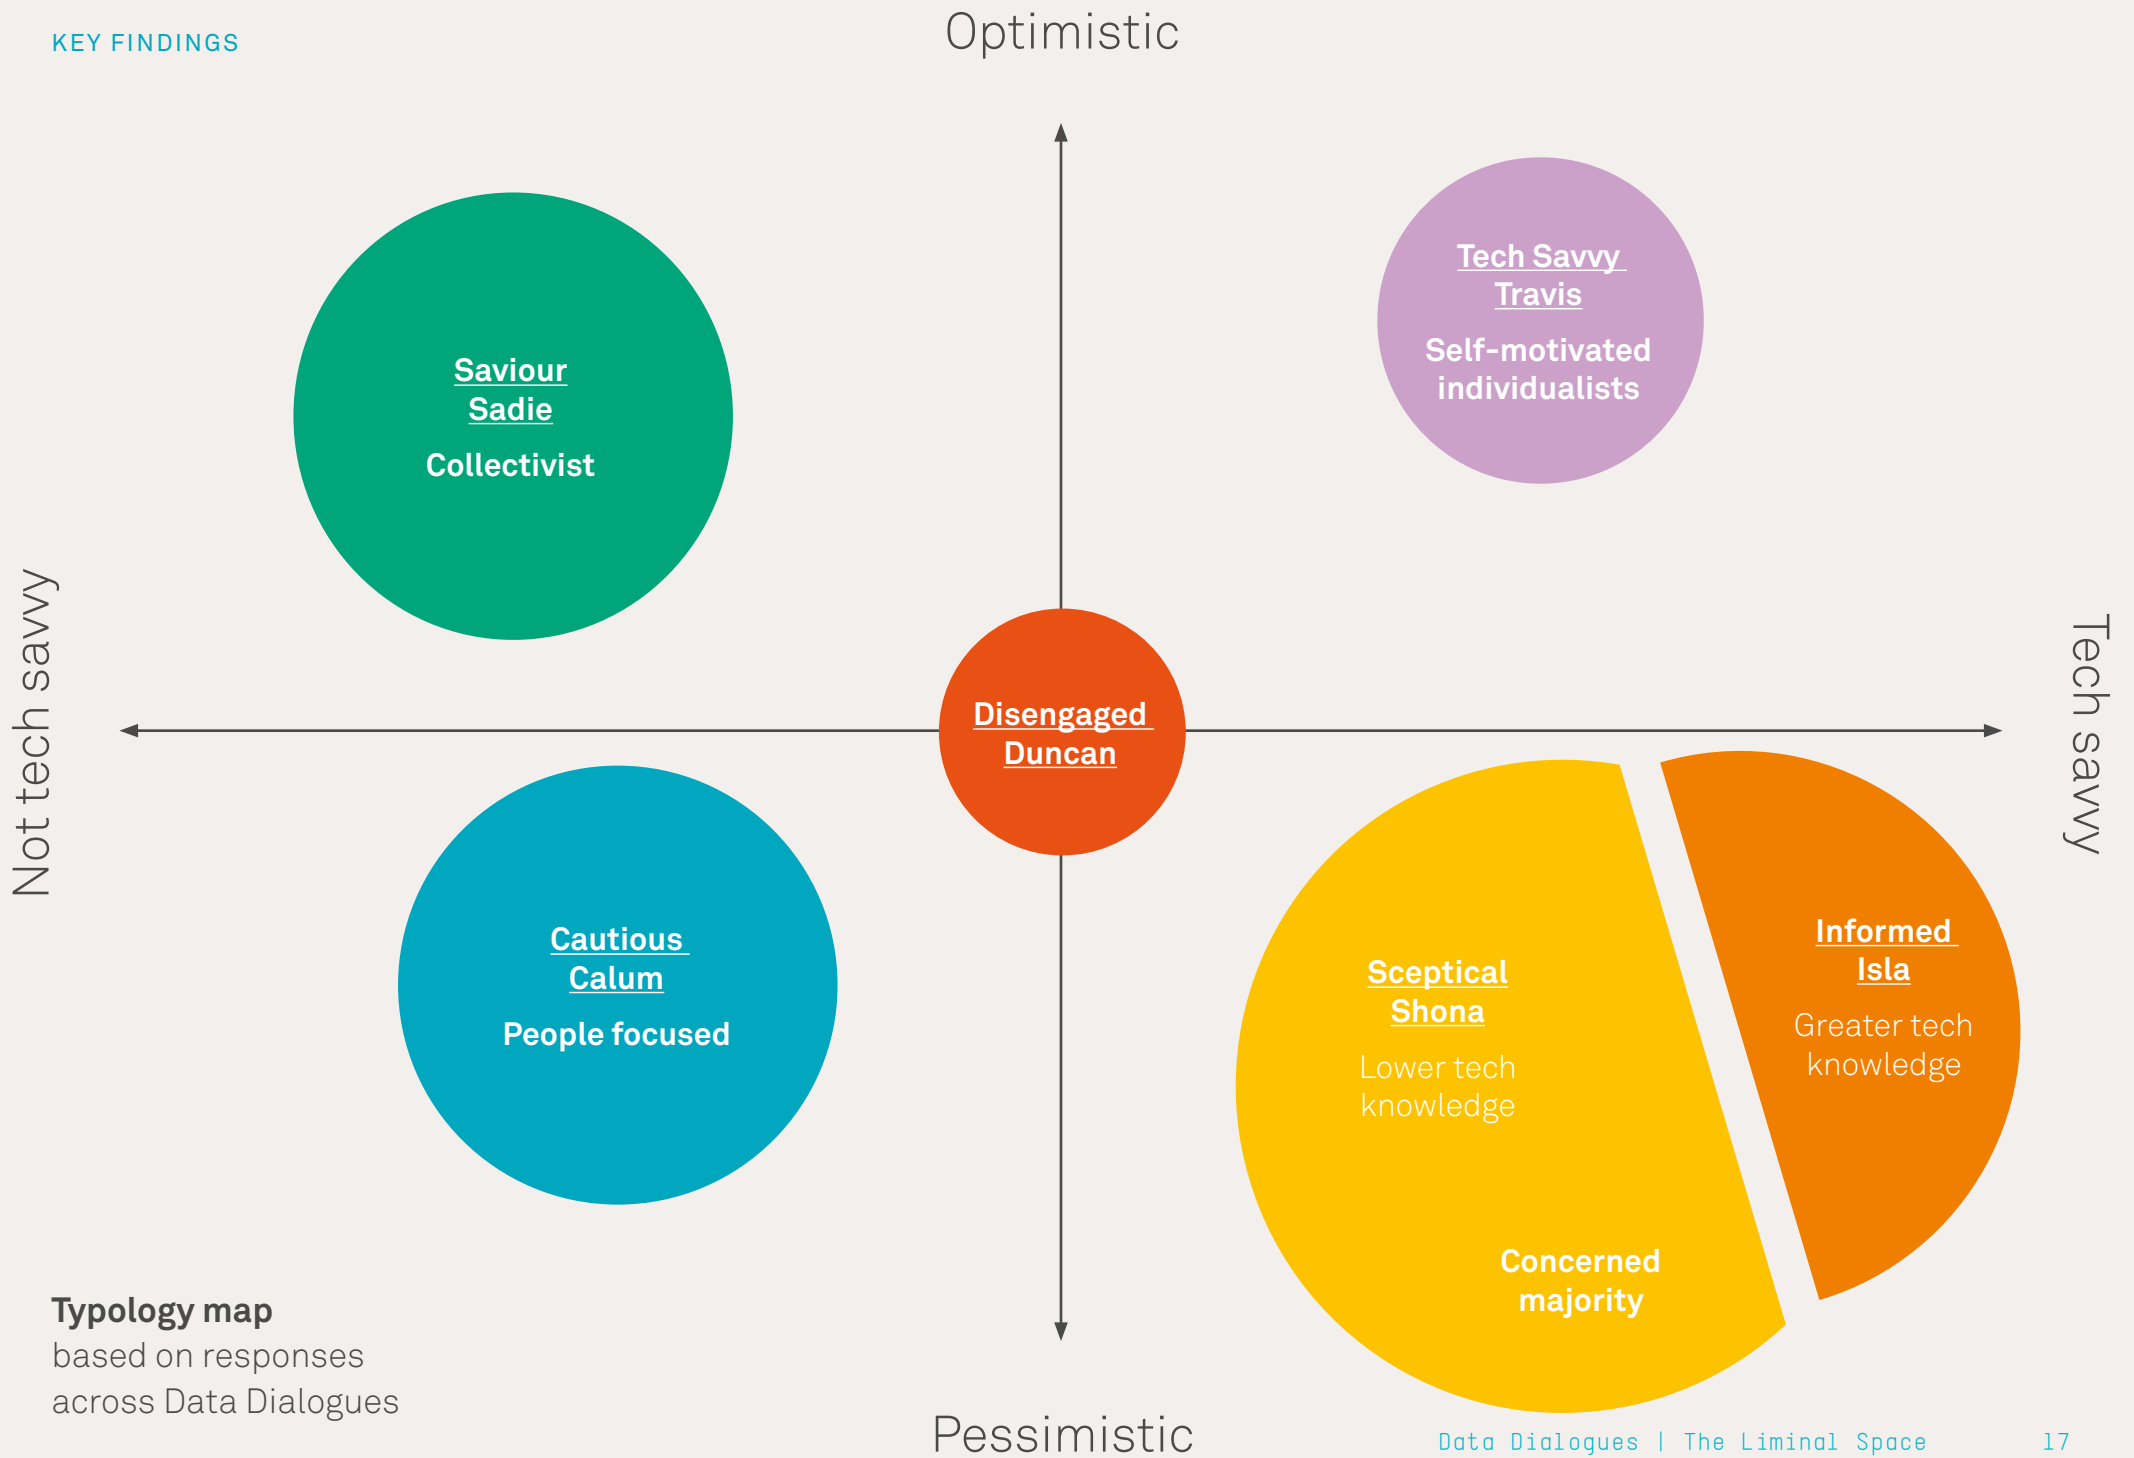 KEY FINDINGS
Optimistic
Tech Savvy
Travis
Self-motivated
individualists
Saviour
Sadie
Collectivist
Not tech savvy
Tech savvy
Disengaged
Duncan
Cautious
Calum
People focused
Sceptical
Shona
Lower tech
knowledge
Informed
Isla
Greater tech
knowledge
Concerned
majority
Typology map
based on responses
across Data Dialogues
Pessimistic
Data Dialogues | The Liminal Space 17